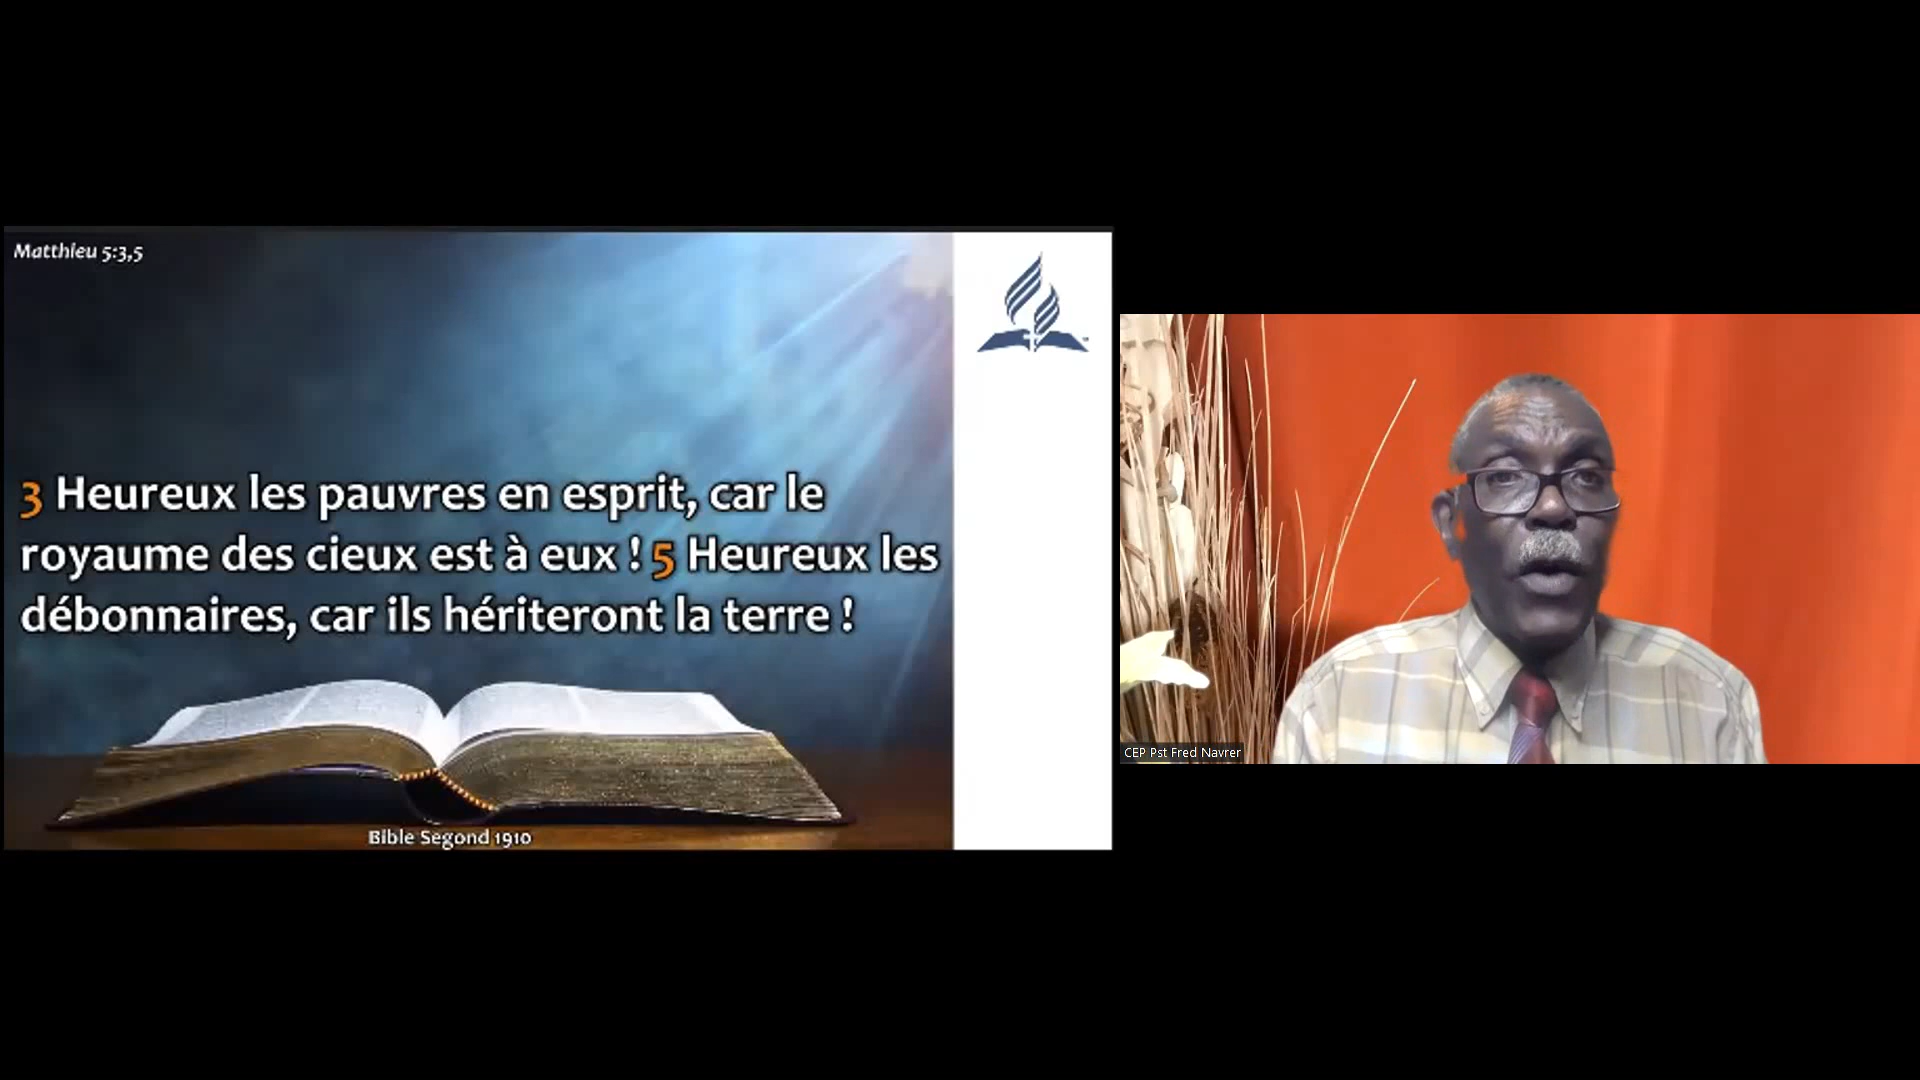 Matthieu 5:3,5
3 Heureux les pauvres en esprit, car le
royaume des cieux est à eux ! 5 Heureux les
débonnaires, car ils hériteront la terre !
Bible Segond 1910
CEP Pst Fred Navrer